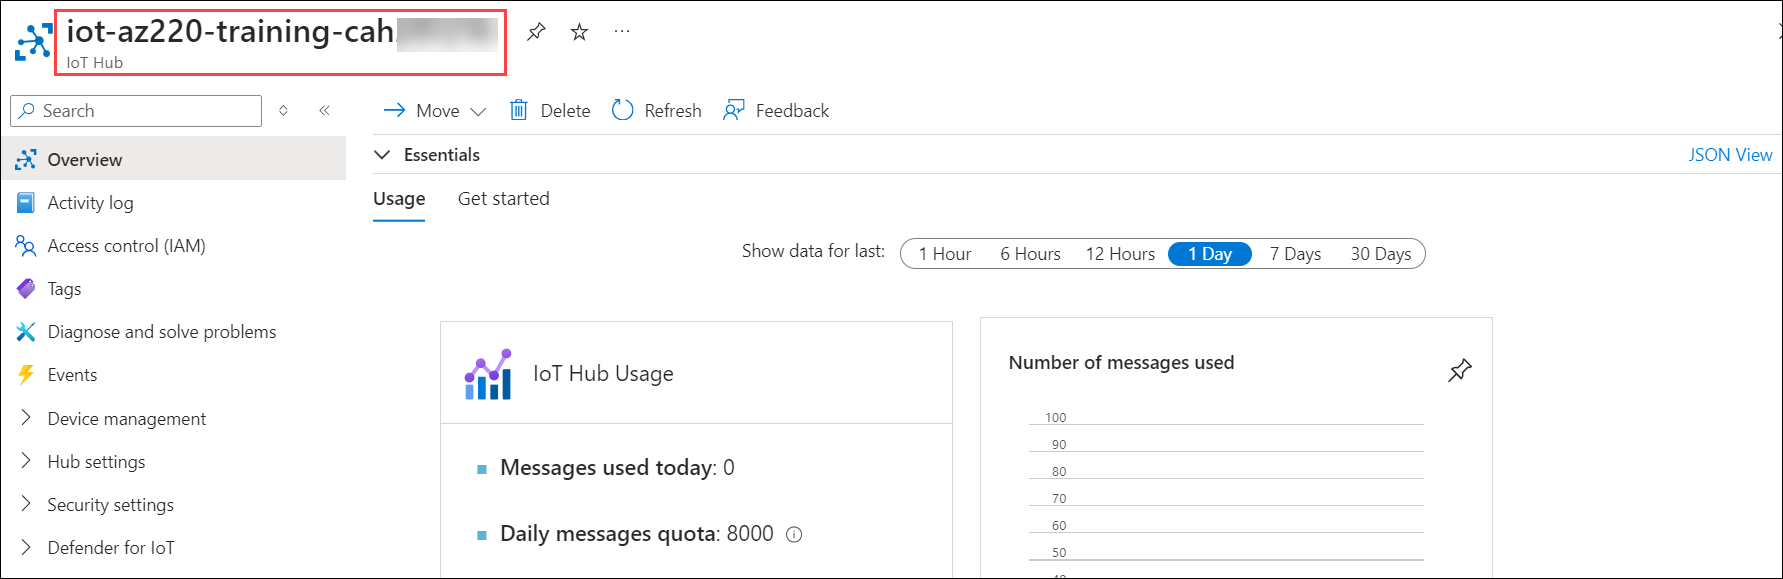 iot-az220-training-cah
IoT Hub
Search
Move
Delete
Refresh
Feedback
Overview
Essentials
JSON View
Activity log
Usage
Get started
Access control (IAM)
Show data for last:
1 Hour
6 Hours
12 Hours
1 Day
7 Days
30 Days
Tags
Diagnose and solve problems
Events
Device management
Hub settings
Security settings
Defender for IoT
IoT Hub Usage
Messages used today: 0
Daily messages quota: 8000
Number of messages used
100
90
80
70
60
50